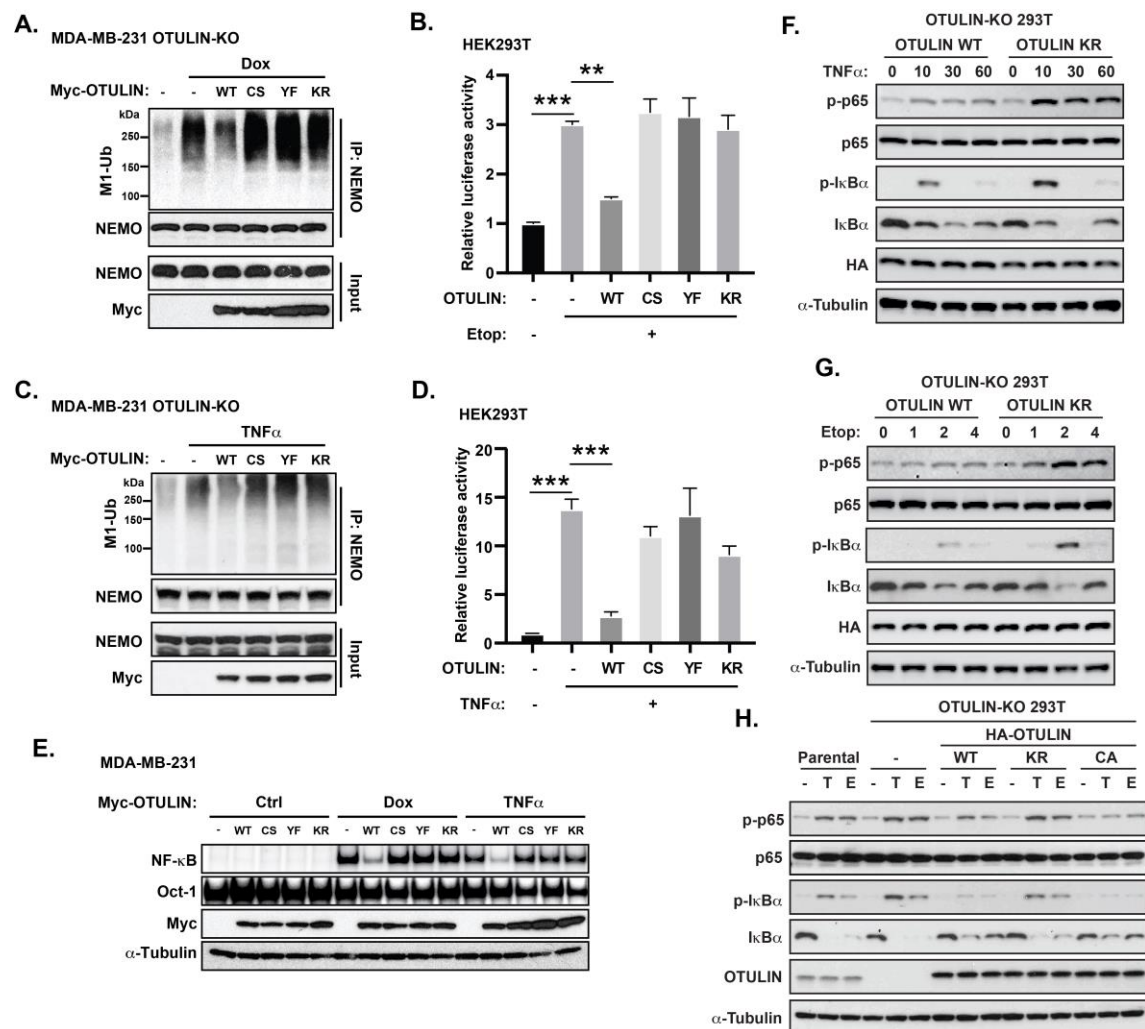 A.
MDA-MB-231 OTULIN-KO
Dox
Myc-OTULIN: - - WT CS YF KR
kDa
250
150
100
M1-Ub
NEMO
IP: NEMO
NEMO
Myc
Input
B.
HEK293T
Relative luciferase activity
4
3
2
1
0
***
**
OTULIN: - - WT CS YF KR
Etop: - +
C.
MDA-MB-231 OTULIN-KO
TNFα
Myc-OTULIN: - - WT CS YF KR
kDa
250
150
100
M1-Ub
NEMO
IP: NEMO
NEMO
Myc
Input
D.
HEK293T
Relative luciferase activity
20
15
10
5
0
***
***
OTULIN: - - WT CS YF KR
TNFα: - +
E.
MDA-MB-231
Myc-OTULIN: Ctrl Dox TNFα
- WT CS YF KR - WT CS YF KR - WT CS YF KR
NF-κB
Oct-1
Myc
α-Tubulin
F.
OTULIN-KO 293T
OTULIN WT OTULIN KR
TNFα: 0 10 30 60 0 10 30 60
p-p65
p65
p-IκBα
IκBα
HA
α-Tubulin
G.
OTULIN-KO 293T
OTULIN WT OTULIN KR
Etop: 0 1 2 4 0 1 2 4
p-p65
p65
p-IκBα
IκBα
HA
α-Tubulin
H.
OTULIN-KO 293T
HA-OTULIN
Parental - WT KR CA
- T E - T E - T E - T E - T E
p-p65
p65
p-IκBα
IκBα
OTULIN
α-Tubulin